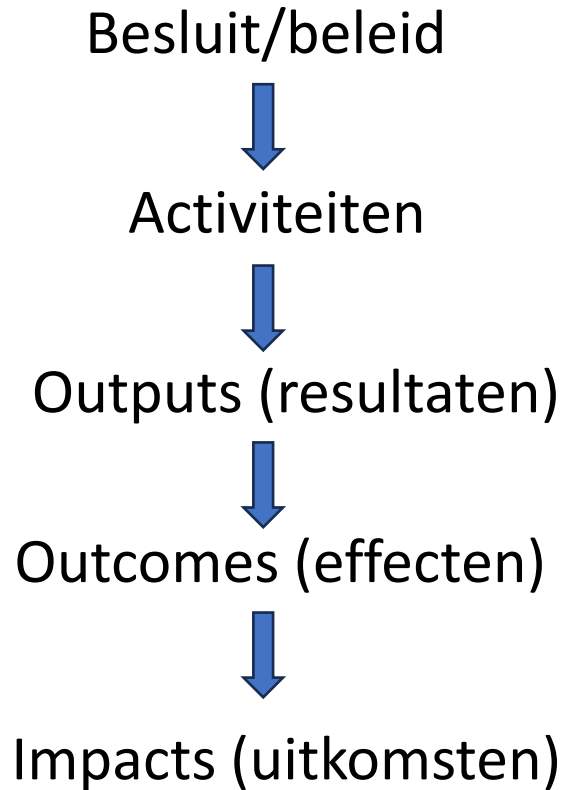 Besluit/beleid
Activiteiten
Outputs (resultaten)
Outcomes (effecten)
Impacts (uitkomsten)